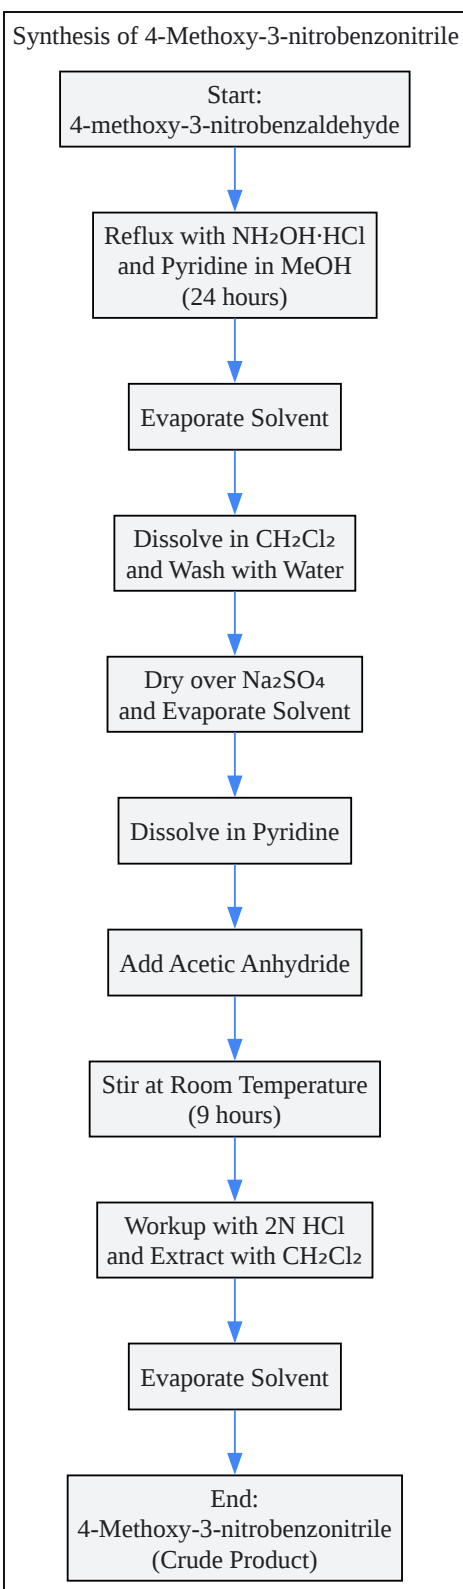 Synthesis of 4-Methoxy-3-nitrobenzonitrile
Start:
4-methoxy-3-nitrobenzaldehyde
Reflux with NH₂OH·HCl
and Pyridine in MeOH
(24 hours)
Evaporate Solvent
Dissolve in CH₂Cl₂
and Wash with Water
Dry over Na₂SO₄
and Evaporate Solvent
Dissolve in Pyridine
Add Acetic Anhydride
Stir at Room Temperature
(9 hours)
Workup with 2N HCl
and Extract with CH₂Cl₂
Evaporate Solvent
End:
4-Methoxy-3-nitrobenzonitrile
(Crude Product)